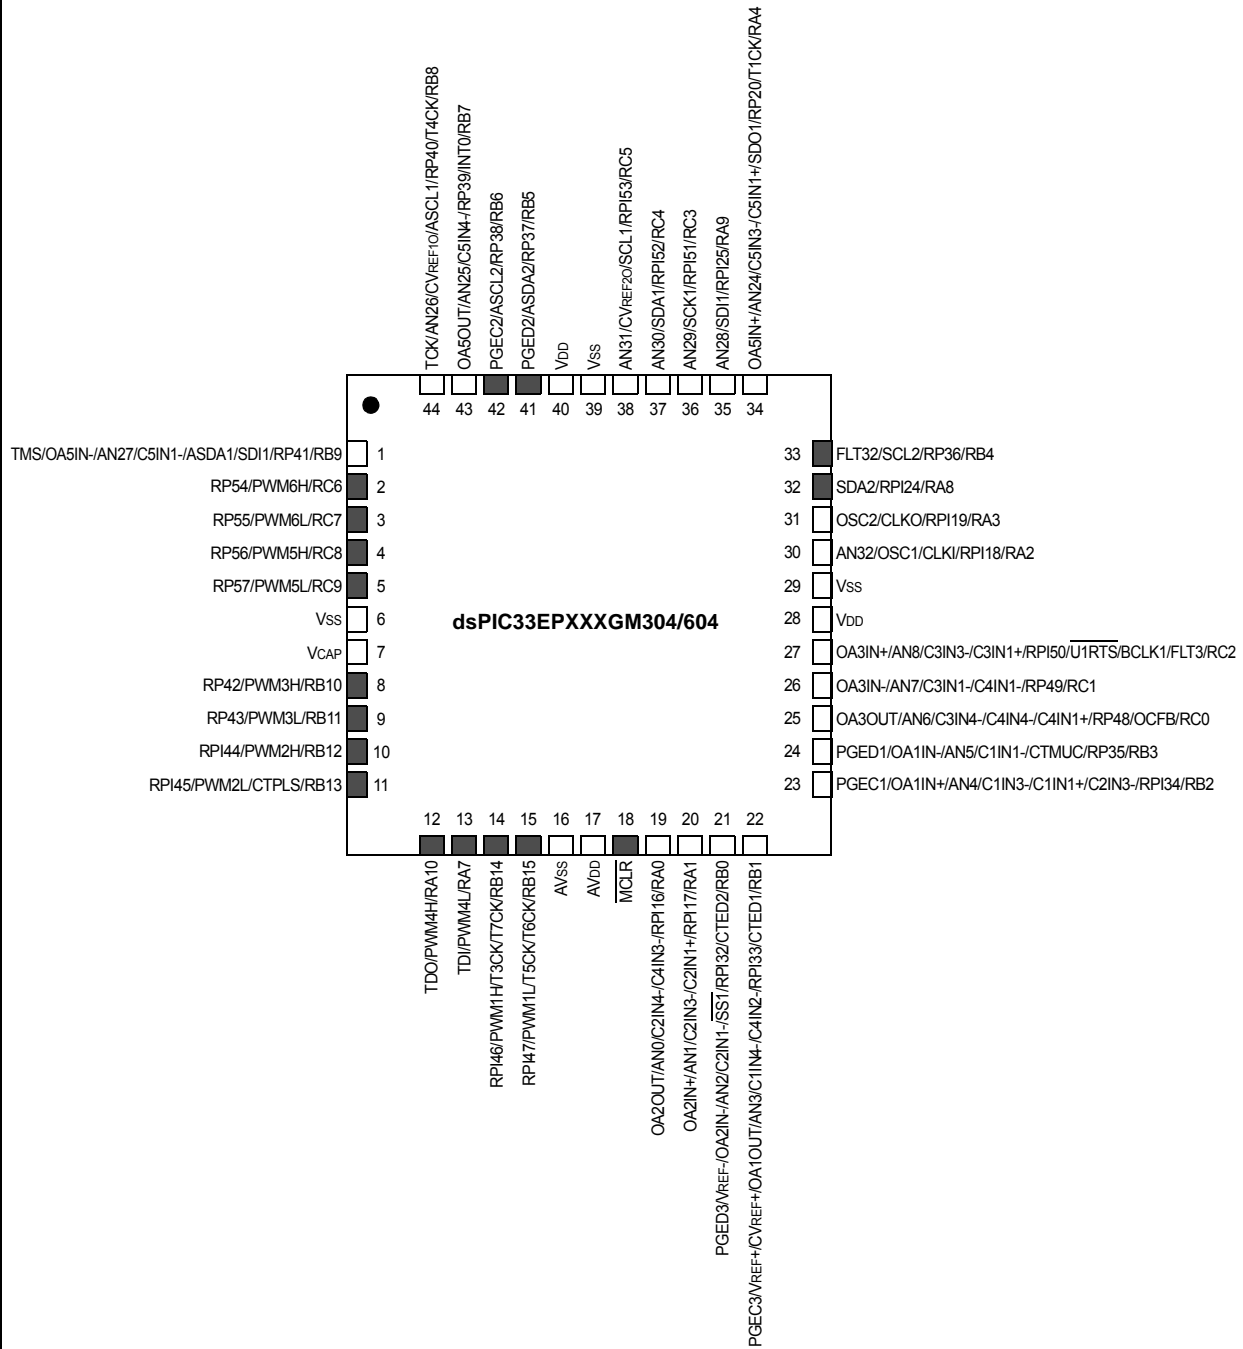 TCK/AN26/CVREF1O/ASCL1/RP40/T4CK/RB8
OA5OUT/AN25/C5IN4-/RP39/INT0/RB7
PGEC2/ASCL2/RP38/RB6
PGED2/ASDA2/RP37/RB5
VDD
VSS
AN31/CVREF2O/SCL1/RPI53/RC5
AN30/SDA1/RPI52/RC4
AN29/SCK1/RPI51/RC3
AN28/SDI1/RPI25/RA9
OA5IN+/AN24/C5IN3-/C5IN1+/SDO1/RP20/T1CK/RA4
44 43 42 41 40 39 38 37 36 35 34
TMS/OA5IN-/AN27/C5IN1-/ASDA1/SDI1/RP41/RB9 1
RP54/PWM6H/RC6 2
RP55/PWM6L/RC7 3
RP56/PWM5H/RC8 4
RP57/PWM5L/RC9 5
VSS 6
VCAP 7
RP42/PWM3H/RB10 8
RP43/PWM3L/RB11 9
RPI44/PWM2H/RB12 10
RPI45/PWM2L/CTPLS/RB13 11
dsPIC33EPXXXGM304/604
33 FLT32/SCL2/RP36/RB4
32 SDA2/RPI24/RA8
31 OSC2/CLKO/RPI19/RA3
30 AN32/OSC1/CLKI/RPI18/RA2
29 VSS
28 VDD
27 OA3IN+/AN8/C3IN3-/C3IN1+/RPI50/U1RTS/BCLK1/FLT3/RC2
26 OA3IN-/AN7/C3IN1-/C4IN1-/RP49/RC1
25 OA3OUT/AN6/C3IN4-/C4IN4-/C4IN1+/RP48/OCFB/RC0
24 PGED1/OA1IN-/AN5/C1IN1-/CTMUC/RP35/RB3
23 PGEC1/OA1IN+/AN4/C1IN3-/C1IN1+/C2IN3-/RPI34/RB2
12 13 14 15 16 17 18 19 20 21 22
TDO/PWM4H/RA10
TDI/PWM4L/RA7
RPI46/PWM1H/T3CK/T7CK/RB14
RPI47/PWM1L/T5CK/T6CK/RB15
AVSS
AVDD
MCLR
OA2OUT/AN0/C2IN4-/C4IN3-/RPI16/RA0
OA2IN+/AN1/C2IN3-/C2IN1+/RPI17/RA1
PGED3/VREF-/OA2IN-/AN2/C2IN1-/SS1/RPI32/CTED2/RB0
PGEC3/VREF+/CVREF+/OA1OUT/AN3/C1IN4-/C4IN2-/RPI33/CTED1/RB1